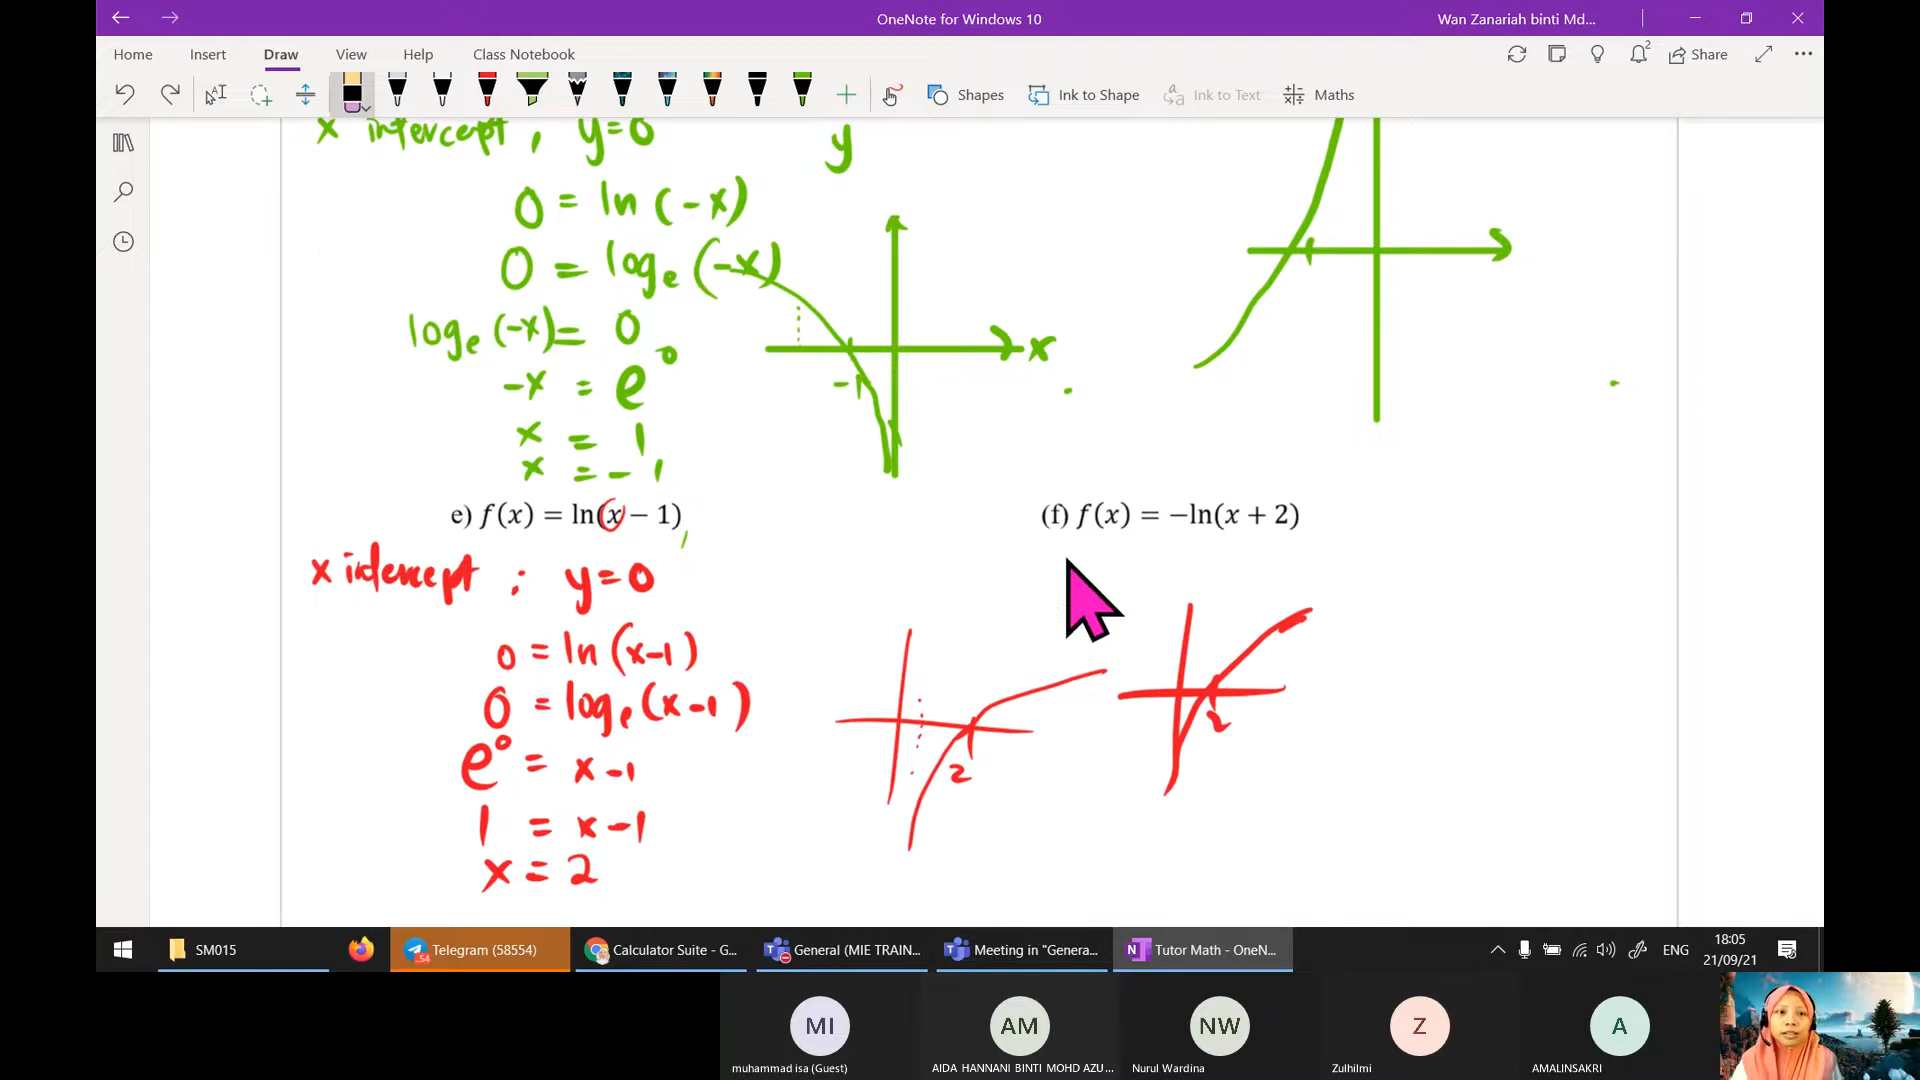 OneNote for Windows 10
Wan Zanariah binti Md...
Home Insert Draw View Help Class Notebook
2
Share
Shapes Ink to Shape Ink to Text Maths
x intercept , y=0
y
0 = ln (-x)
0 = logₑ (-x)
logₑ (-x) = 0
-x = e⁰
x = 1
x = -1
-1
x
e) f(x) = ln(x − 1),
(f) f(x) = −ln(x + 2)
x : y=0
0 = ln (x-1)
0 = logₑ (x-1)
e⁰ = x-1
1 = x-1
x = 2
2
2
SM015
54
Telegram (58554)
Calculator Suite - G...
General (MIE TRAIN...
Meeting in "Genera...
Tutor Math - OneN...
ENG
18:05
21/09/21
MI
AM
NW
Z
A
muhammad isa (Guest)
AIDA HANNANI BINTI MOHD AZU...
Nurul Wardina
Zulhilmi
AMALINSAKRI